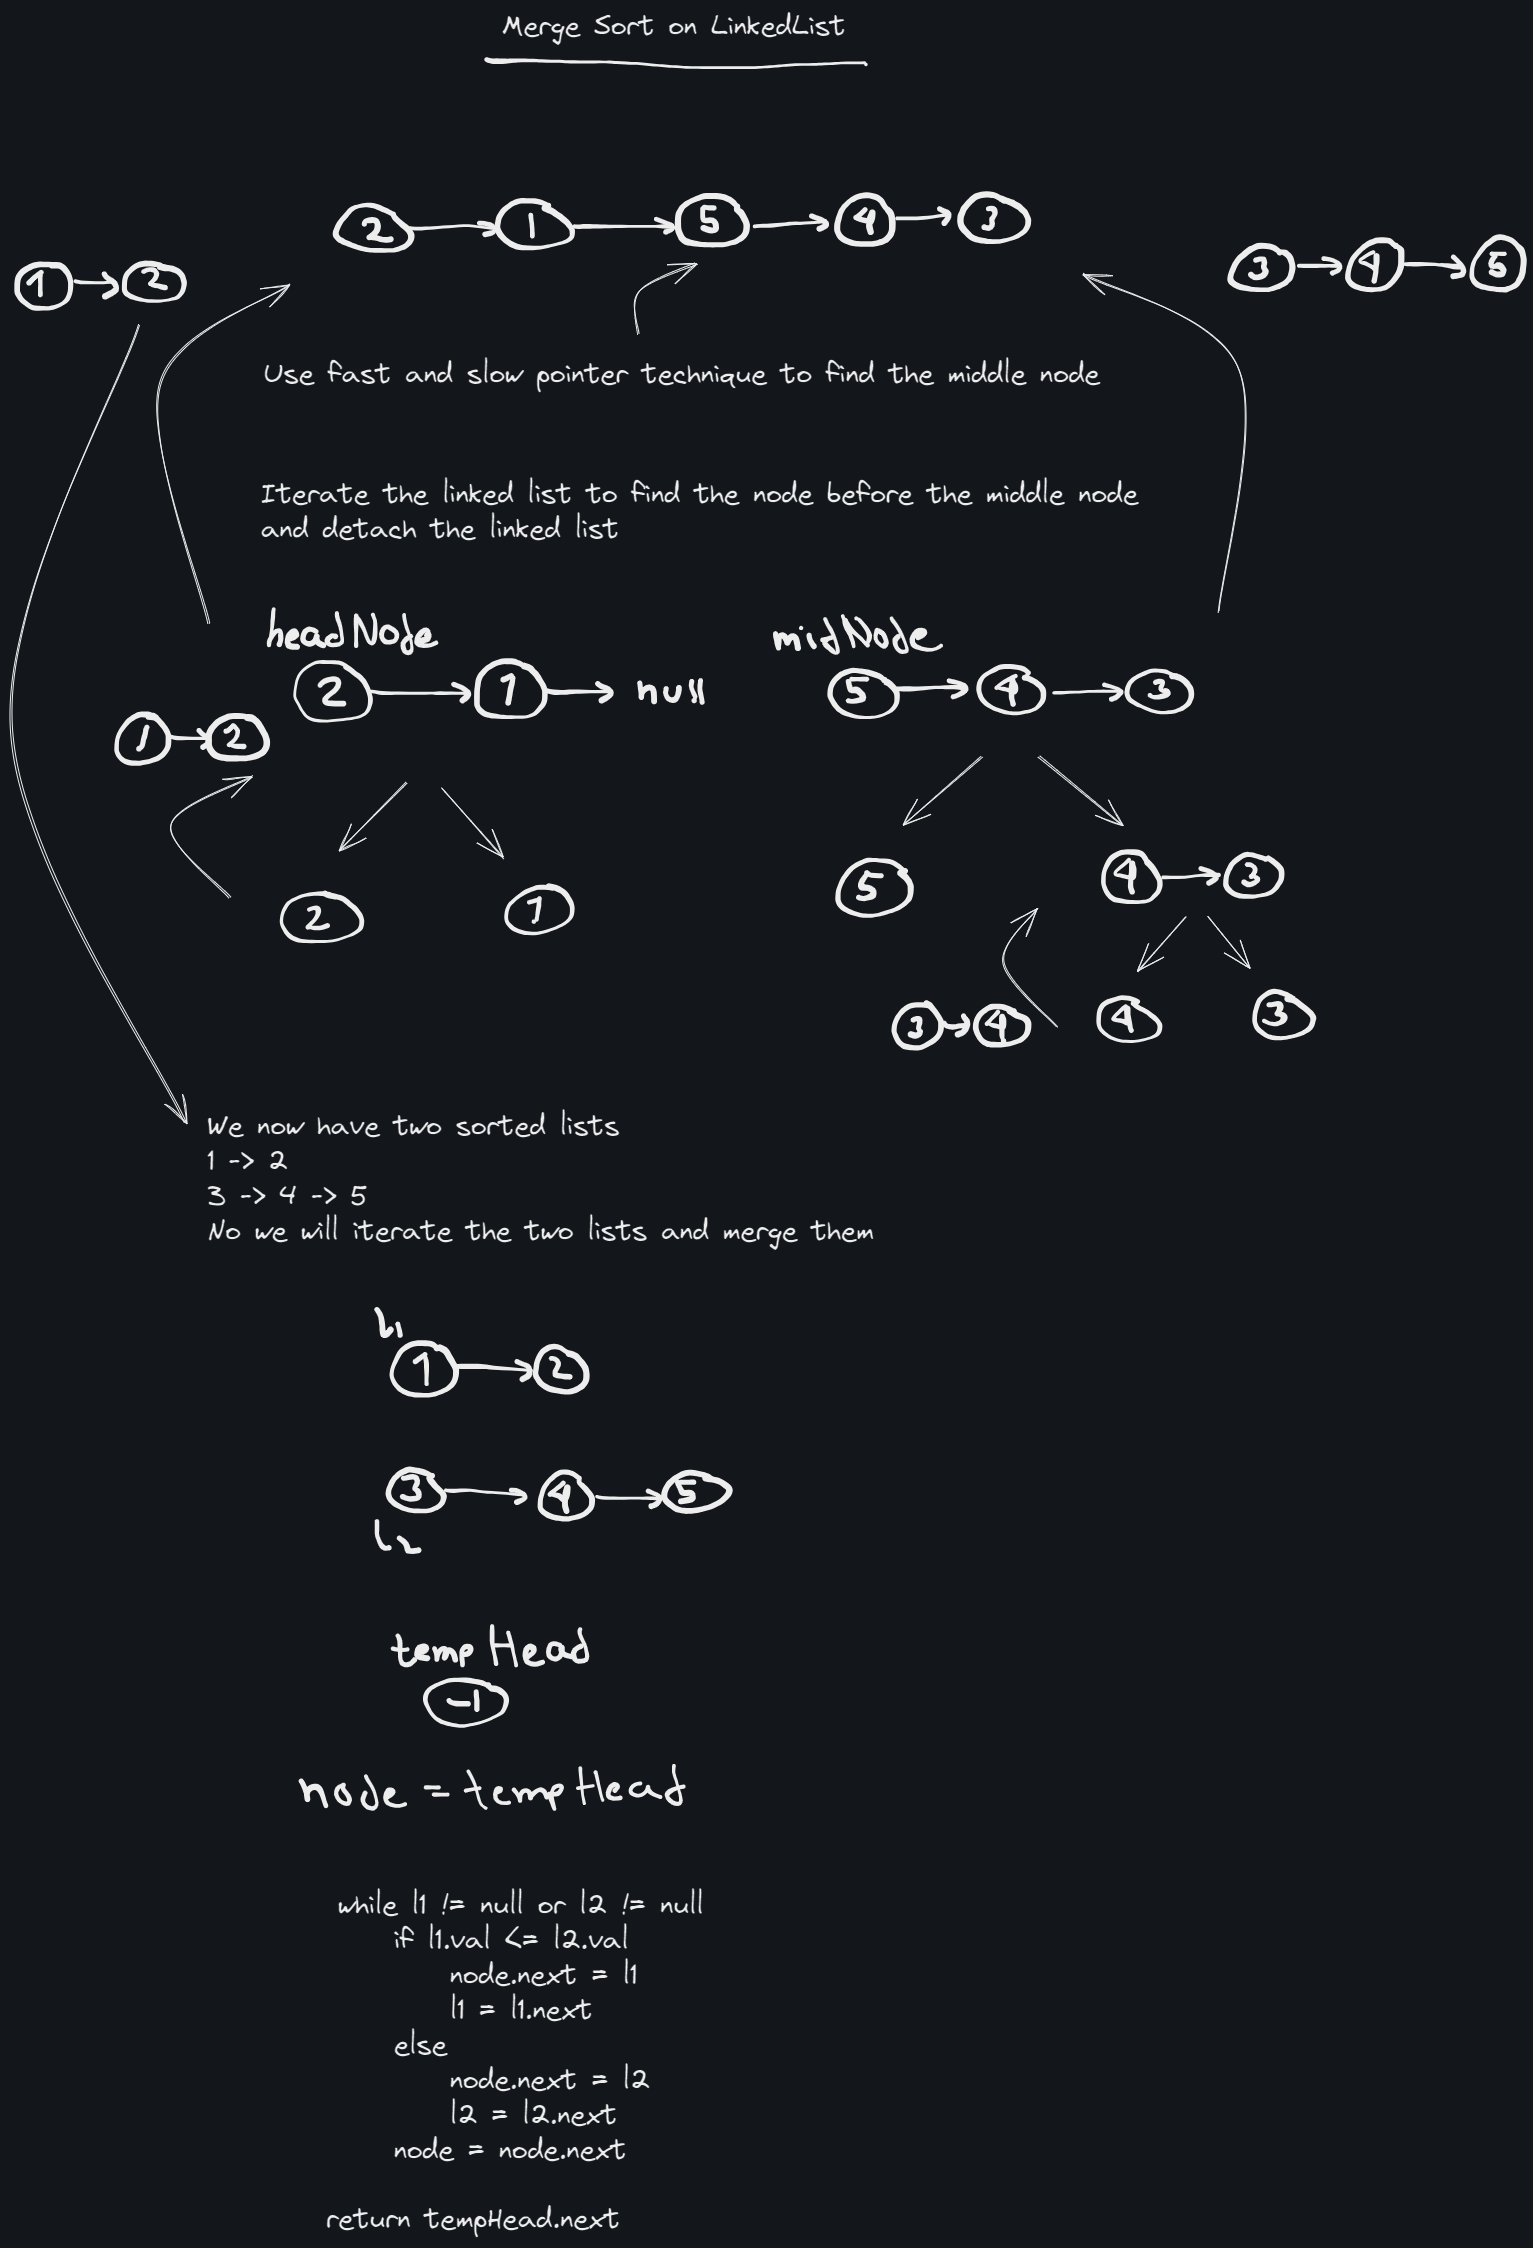 Merge Sort on LinkedList
2 1 5 4 3
1 2
3 4 5
Use fast and slow pointer technique to find the middle node
Iterate the linked list to find the node before the middle node
and detach the linked list
headNode
2 1 null
1 2
2 1
midNode
5 4 3
5 4 3
3 4 4 3
We now have two sorted lists
1 -> 2
3 -> 4 -> 5
No we will iterate the two lists and merge them
l1
1 2
3 4 5
l2
tempHead
-1
node = tempHead
while l1 != null or l2 != null
if l1.val <= l2.val
node.next = l1
l1 = l1.next
else
node.next = l2
l2 = l2.next
node = node.next
return tempHead.next